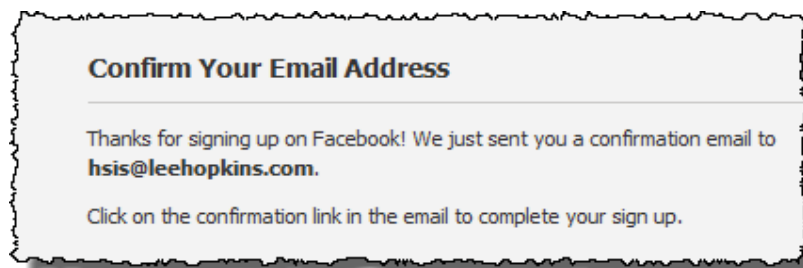 Confirm Your Email Address
Thanks for signing up on Facebook! We just sent you a confirmation email to
hsis@leehopkins.com.
Click on the confirmation link in the email to complete your sign up.